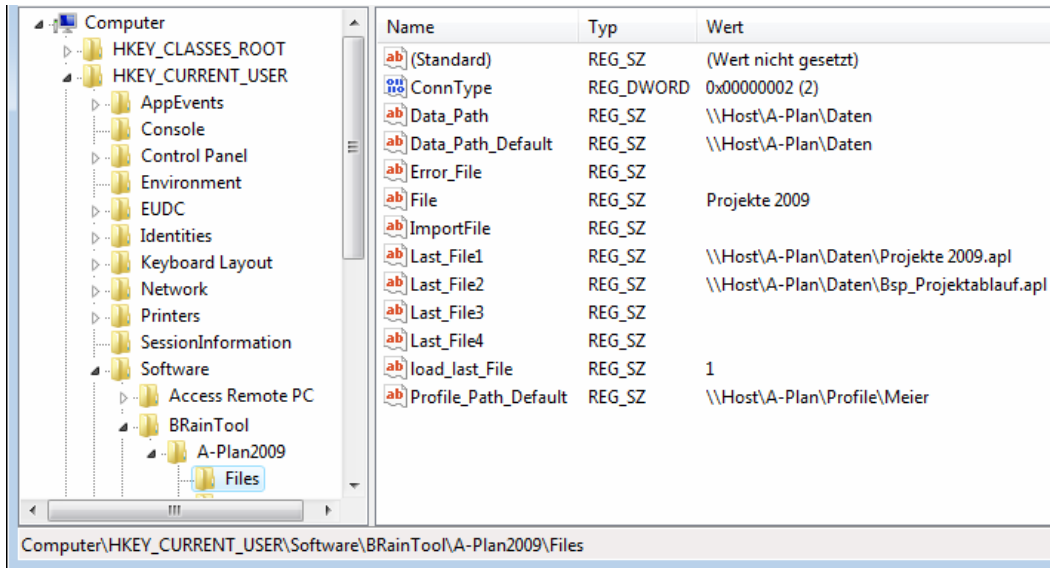 Computer
HKEY_CLASSES_ROOT
HKEY_CURRENT_USER
AppEvents
Console
Control Panel
Environment
EUDC
Identities
Keyboard Layout
Network
Printers
SessionInformation
Software
Access Remote PC
BRainTool
A-Plan2009
Files
Name Typ Wert
(Standard) REG_SZ (Wert nicht gesetzt)
ConnType REG_DWORD 0x00000002 (2)
Data_Path REG_SZ \\Host\A-Plan\Daten
Data_Path_Default REG_SZ \\Host\A-Plan\Daten
Error_File REG_SZ
File REG_SZ Projekte 2009
ImportFile REG_SZ
Last_File1 REG_SZ \\Host\A-Plan\Daten\Projekte 2009.apl
Last_File2 REG_SZ \\Host\A-Plan\Daten\Bsp_Projektablauf.apl
Last_File3 REG_SZ
Last_File4 REG_SZ
load_last_File REG_SZ 1
Profile_Path_Default REG_SZ \\Host\A-Plan\Profile\Meier
Computer\HKEY_CURRENT_USER\Software\BRainTool\A-Plan2009\Files